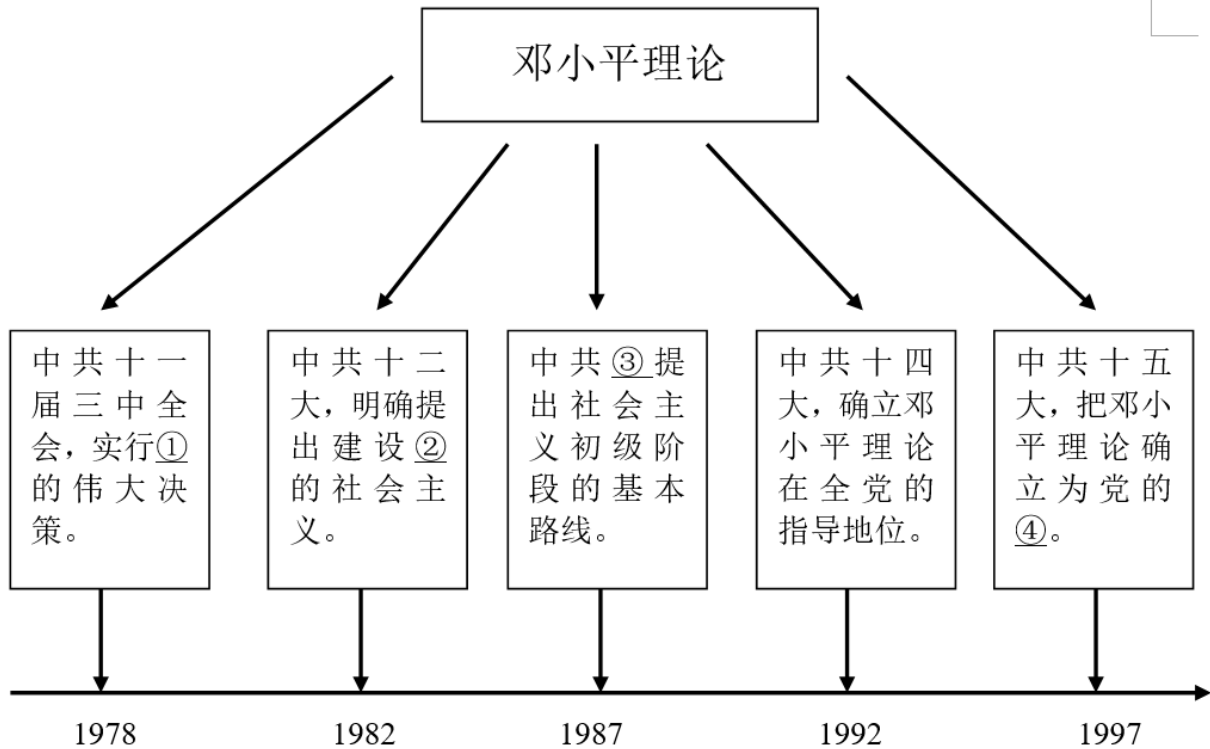 邓小平理论
中共十一
届三中全
会，实行①
的伟大决
策。
中共十二
大，明确提
出建设②
的社会主
义。
中共③提
出社会主
义初级阶
段的基本
路线。
中共十四
大，确立邓
小平理论
在全党的
指导地位。
中共十五
大，把邓小
平理论确
立为党的
④。
1978
1982
1987
1992
1997